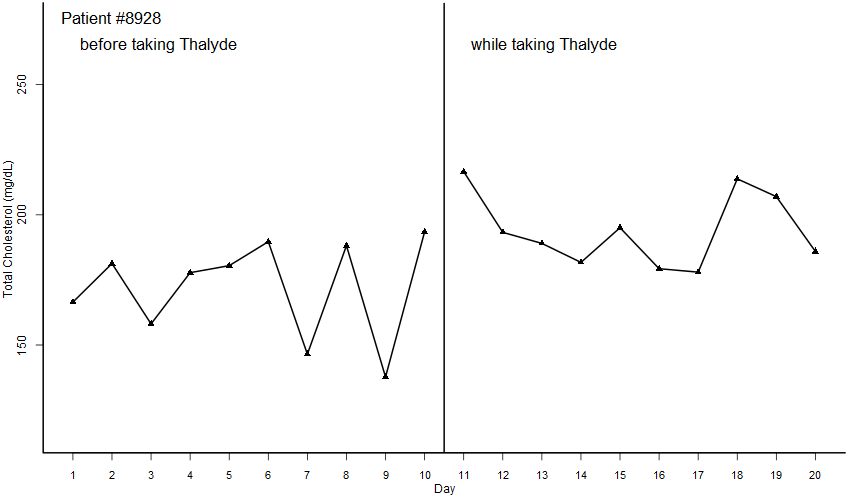 Patient #8928
before taking Thalyde
while taking Thalyde
Total Cholesterol (mg/dL)
250
200
150
1 2 3 4 5 6 7 8 9 10 11 12 13 14 15 16 17 18 19 20
Day